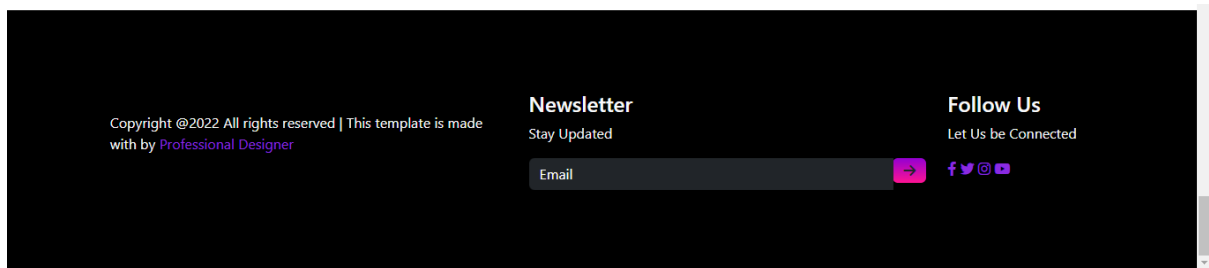 Copyright @2022 All rights reserved | This template is made
with by Professional Designer
Newsletter
Stay Updated
Email
Follow Us
Let Us be Connected